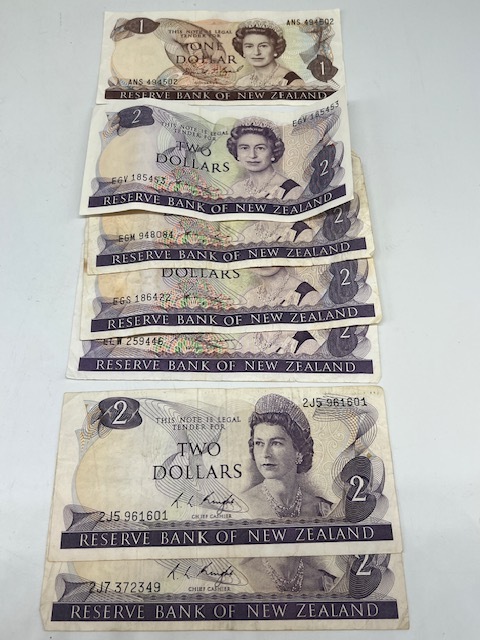 1
ANS 494502
THIS NOTE IS LEGAL
TENDER FOR
ONE
DOLLAR
ANS 494502
1
RESERVE BANK OF NEW ZEALAND
2
THIS NOTE IS LEGAL
TENDER FOR
EGV 185453
TWO
DOLLARS
EGV 185453
2
RESERVE BANK OF NEW ZEALAND
2
EGM 948084
RESERVE BANK OF NEW ZEALAND
DOLLARS
2
EGS 186422
RESERVE BANK OF NEW ZEALAND
2
259446
RESERVE BANK OF NEW ZEALAND
2
2J5 961601
THIS NOTE IS LEGAL
TENDER FOR
TWO
DOLLARS
2
2J5 961601
CHIEF CASHIER
RESERVE BANK OF NEW ZEALAND
2J7 372349
CHIEF CASHIER
2
RESERVE BANK OF NEW ZEALAND